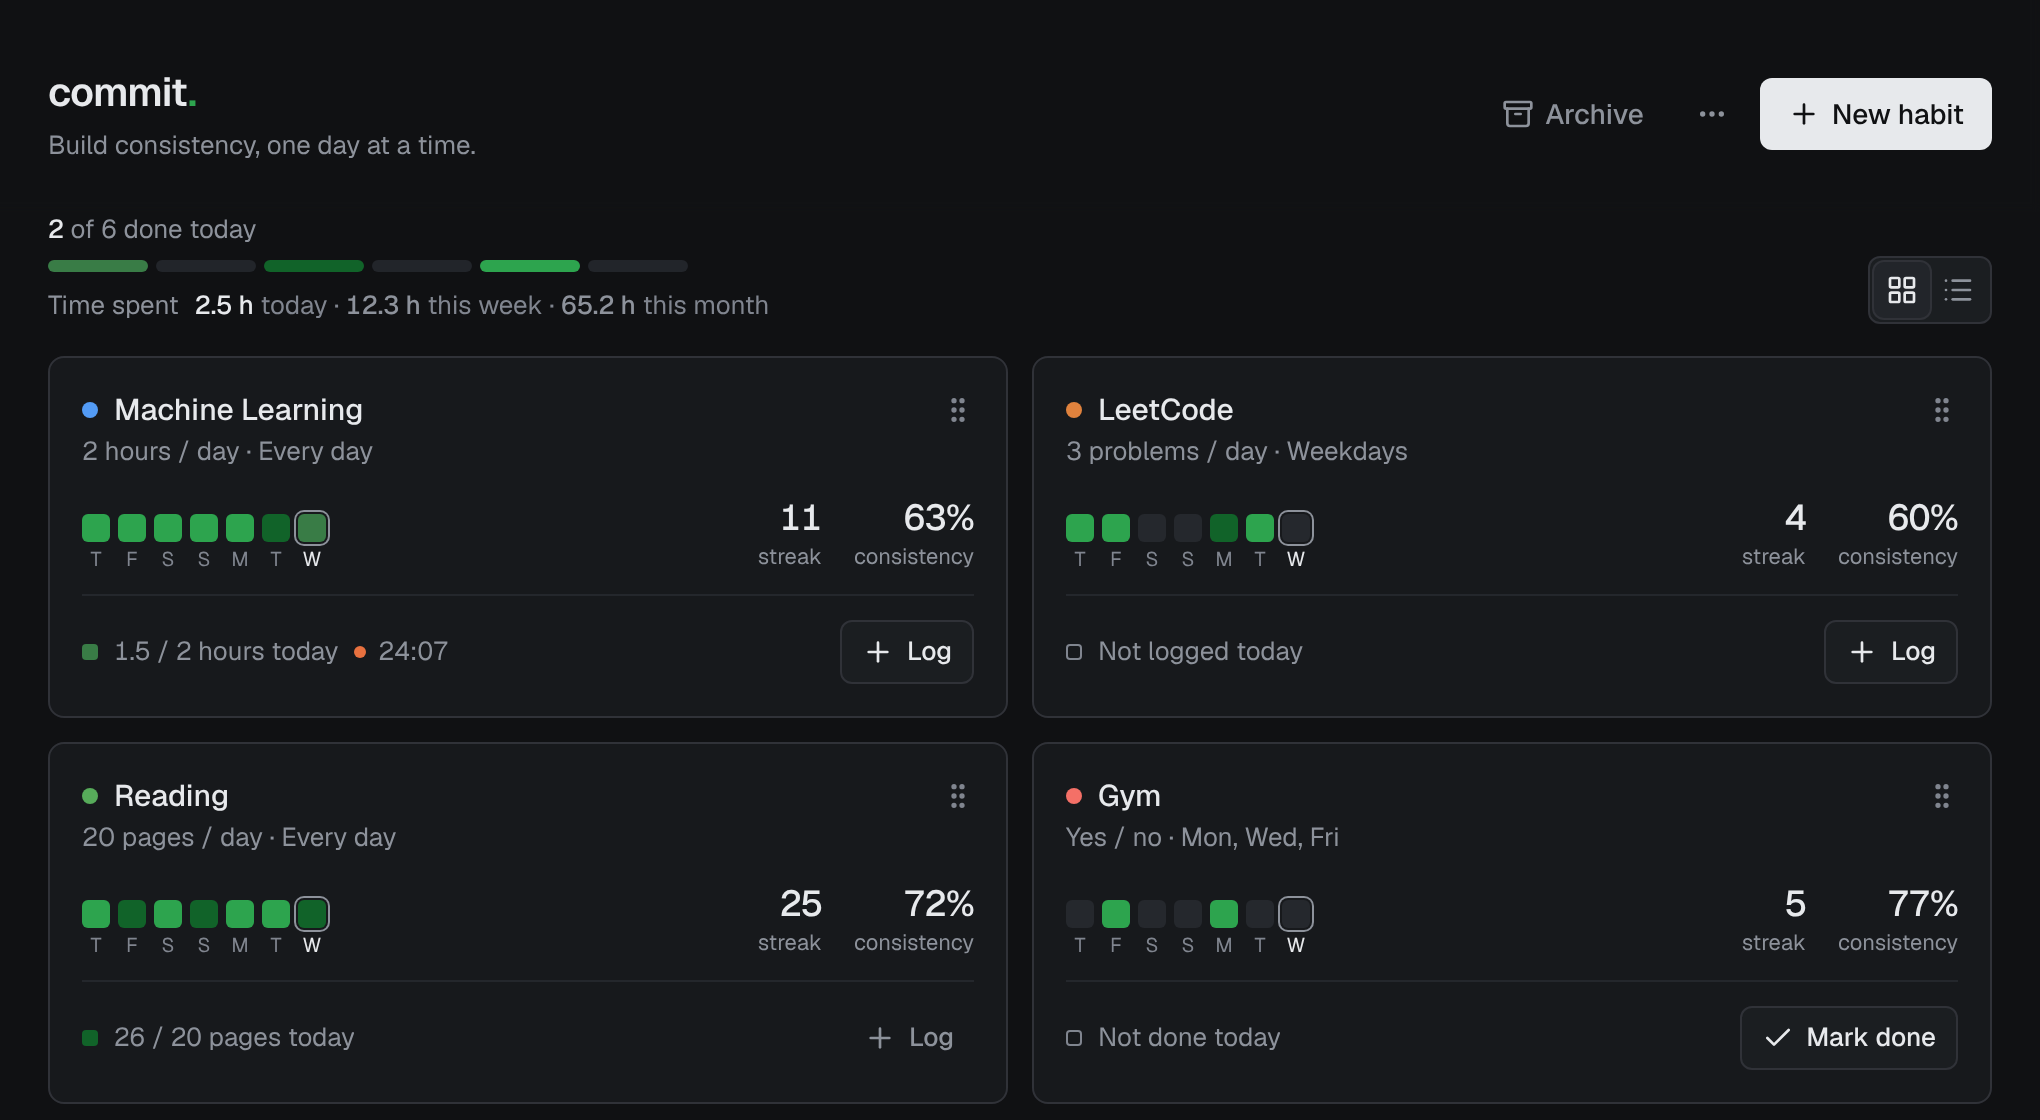 commit.
Build consistency, one day at a time.
Archive
New habit
2 of 6 done today
Time spent 2.5 h today · 12.3 h this week · 65.2 h this month
Machine Learning
2 hours / day · Every day
T F S S M T W
11 streak
63% consistency
1.5 / 2 hours today 24:07
Log
LeetCode
3 problems / day · Weekdays
T F S S M T W
4 streak
60% consistency
Not logged today
Log
Reading
20 pages / day · Every day
T F S S M T W
25 streak
72% consistency
26 / 20 pages today
Log
Gym
Yes / no · Mon, Wed, Fri
T F S S M T W
5 streak
77% consistency
Not done today
Mark done